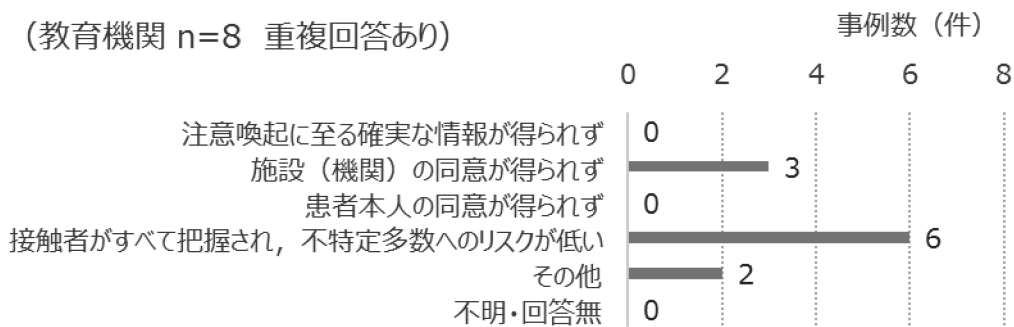 （教育機関 n=8 重複回答あり）
事例数（件）
0 2 4 6 8
注意喚起に至る確実な情報が得られず 0
施設（機関）の同意が得られず 3
患者本人の同意が得られず 0
接触者がすべて把握され，不特定多数へのリスクが低い 6
その他 2
不明・回答無 0